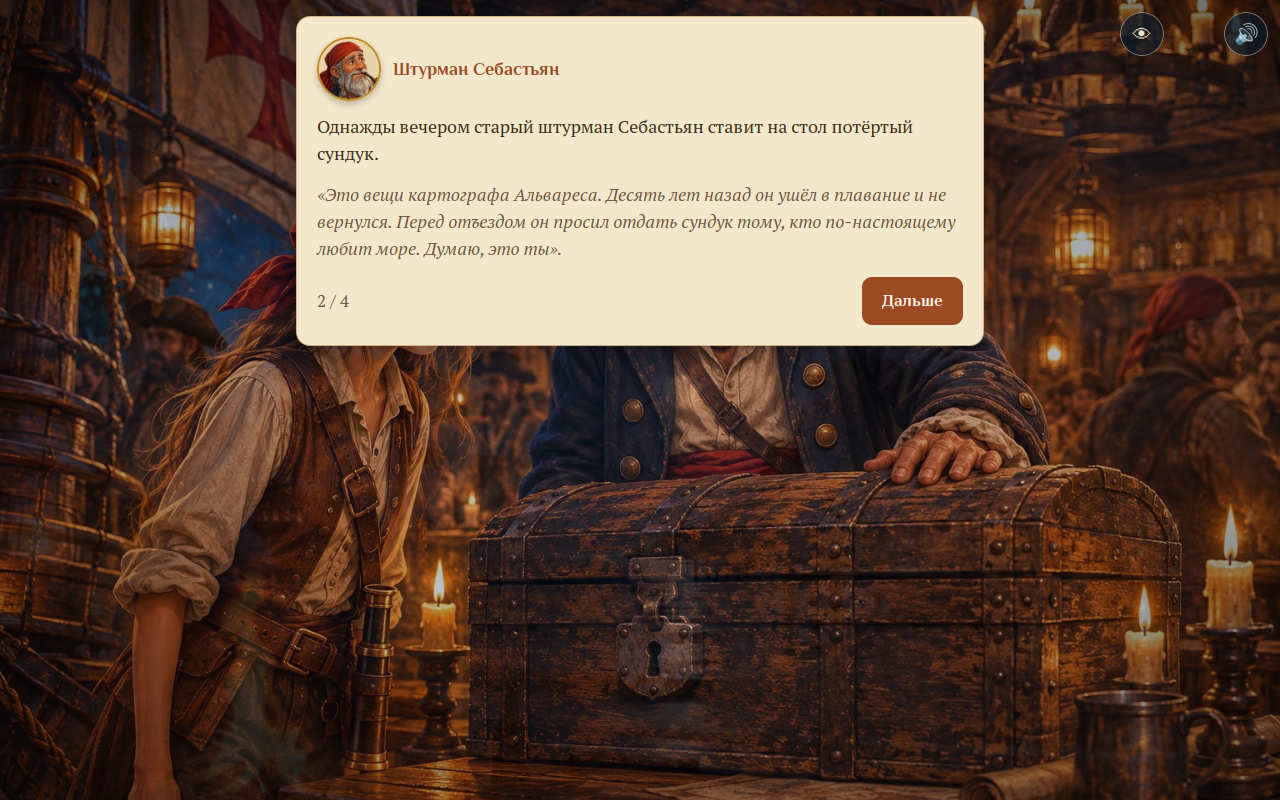 Штурман Себастьян
Однажды вечером старый штурман Себастьян ставит на стол потёртый
сундук.
«Это вещи картографа Альвареса. Десять лет назад он ушёл в плавание и не
вернулся. Перед отъездом он просил отдать сундук тому, кто по-настоящему
любит море. Думаю, это ты».
2 / 4
Дальше